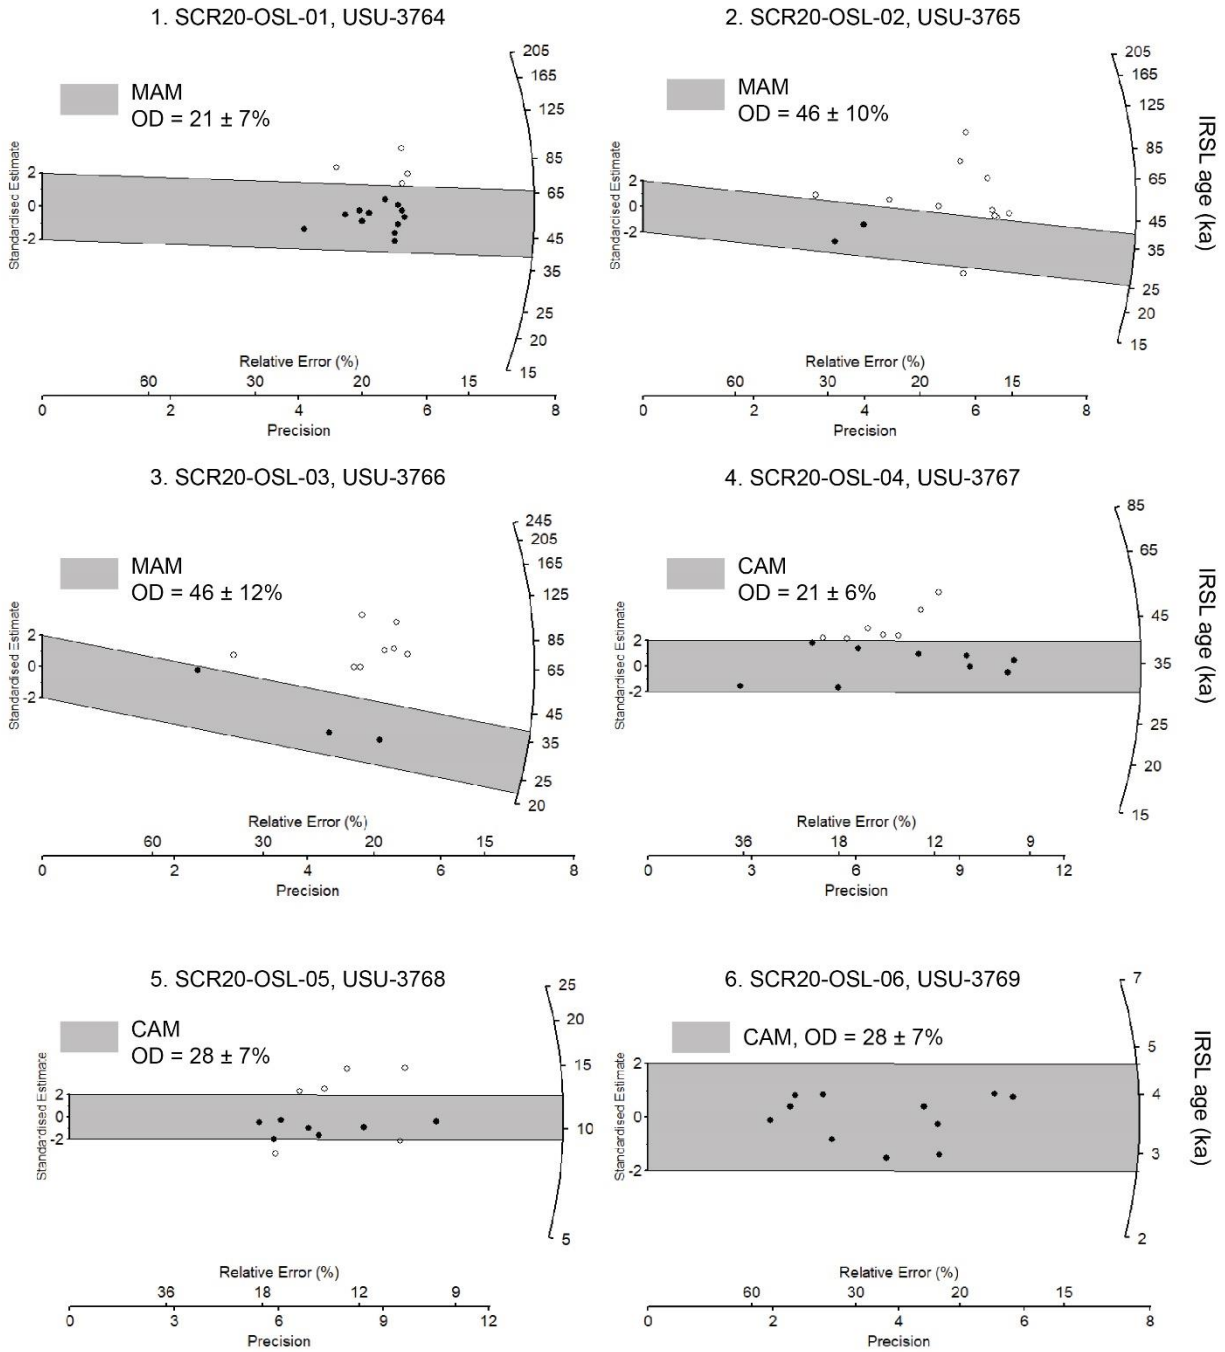 1. SCR20-OSL-01, USU-3764
MAM
OD = 21 ± 7%
Standardised Estimate
2
0
-2
205
165
125
85
65
45
35
25
20
15
Relative Error (%)
60 30 20 15
0 2 4 6 8
Precision
2. SCR20-OSL-02, USU-3765
MAM
OD = 46 ± 10%
Standardised Estimate
2
0
-2
205
165
125
85
65
45
35
25
20
15
IRSL age (ka)
Relative Error (%)
60 30 20 15
0 2 4 6 8
Precision
3. SCR20-OSL-03, USU-3766
MAM
OD = 46 ± 12%
Standardised Estimate
2
0
-2
245
205
165
125
85
65
45
35
25
20
Relative Error (%)
60 30 20 15
0 2 4 6 8
Precision
4. SCR20-OSL-04, USU-3767
CAM
OD = 21 ± 6%
Standardised Estimate
2
0
-2
85
65
45
35
25
20
15
IRSL age (ka)
Relative Error (%)
36 18 12 9
0 3 6 9 12
Precision
5. SCR20-OSL-05, USU-3768
CAM
OD = 28 ± 7%
Standardised Estimate
2
0
-2
25
20
15
10
5
Relative Error (%)
36 18 12 9
0 3 6 9 12
Precision
6. SCR20-OSL-06, USU-3769
CAM, OD = 28 ± 7%
Standardised Estimate
2
0
-2
7
5
4
3
2
IRSL age (ka)
Relative Error (%)
60 30 20 15
0 2 4 6 8
Precision